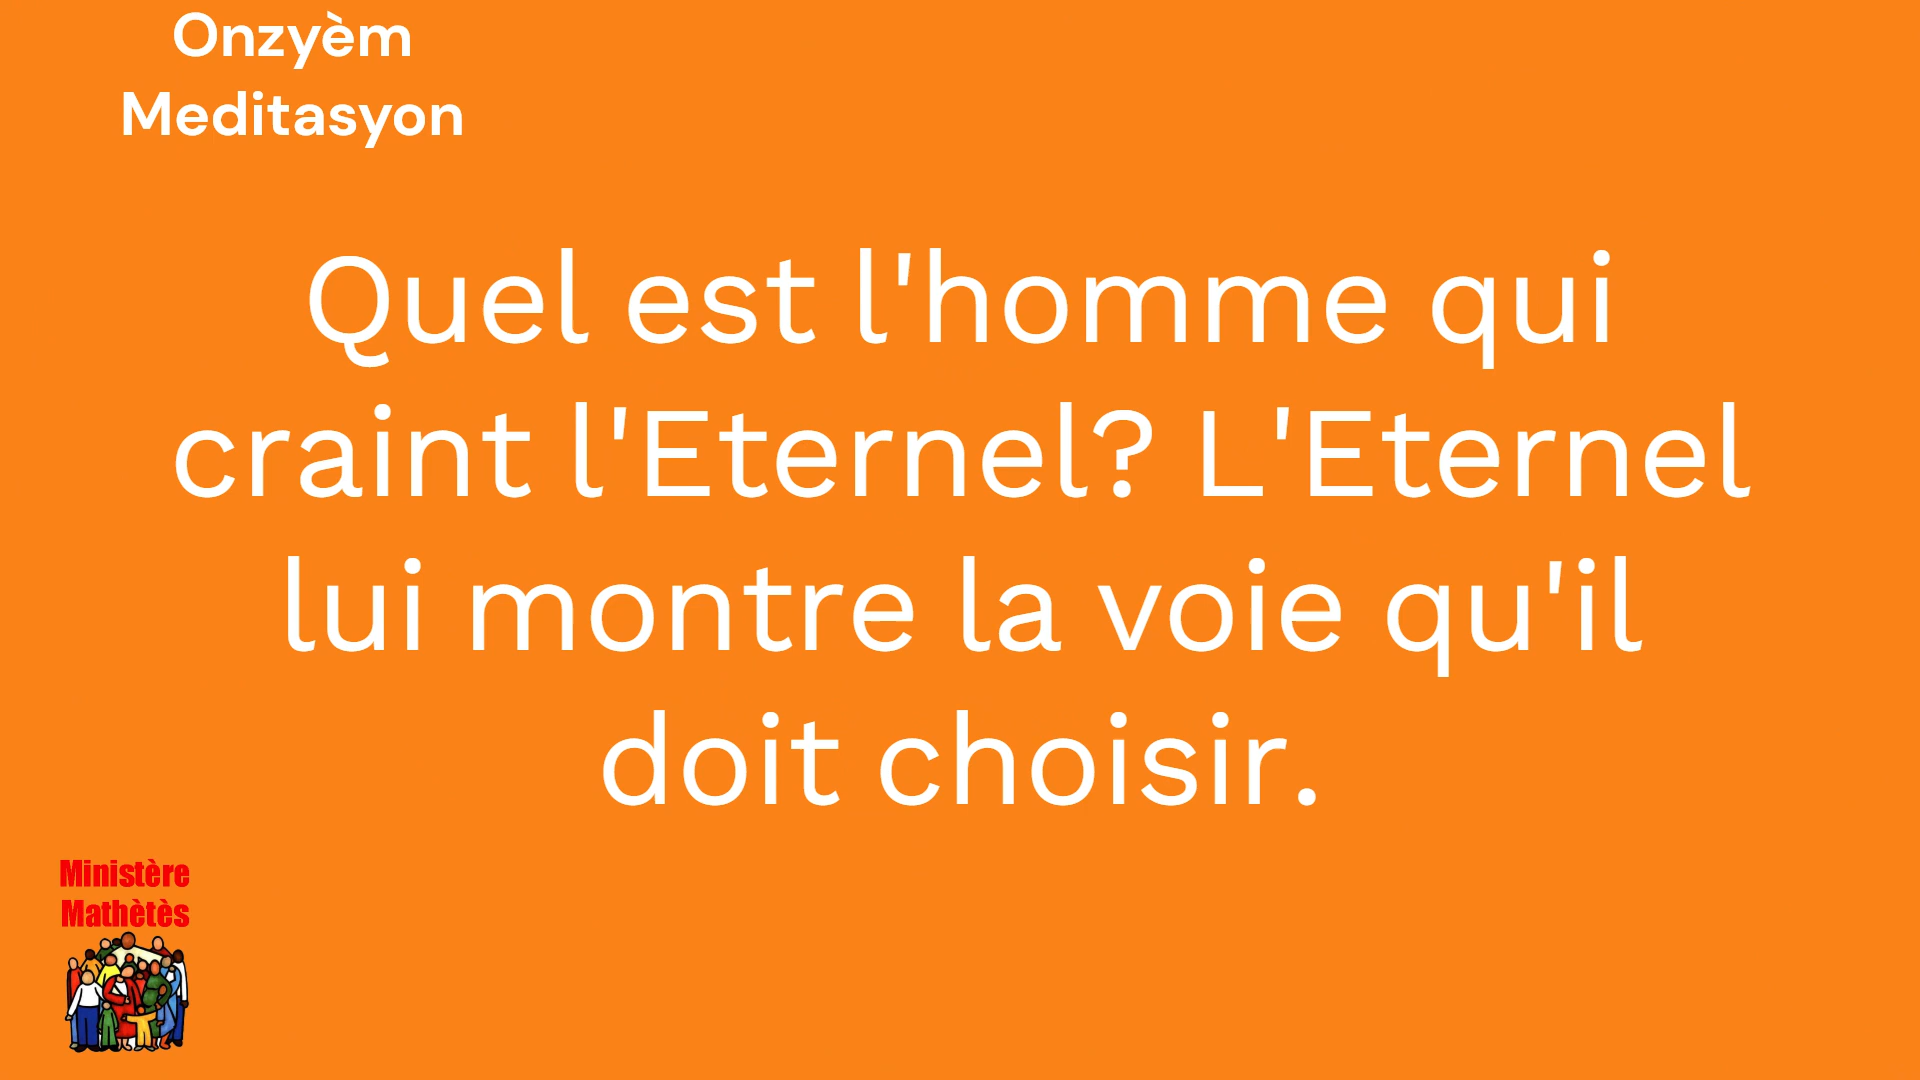 Onzyèm
Meditasyon
Quel est l'homme qui
craint l'Eternel? L'Eternel
lui montre la voie qu'il
doit choisir.
Ministère
Mathètès